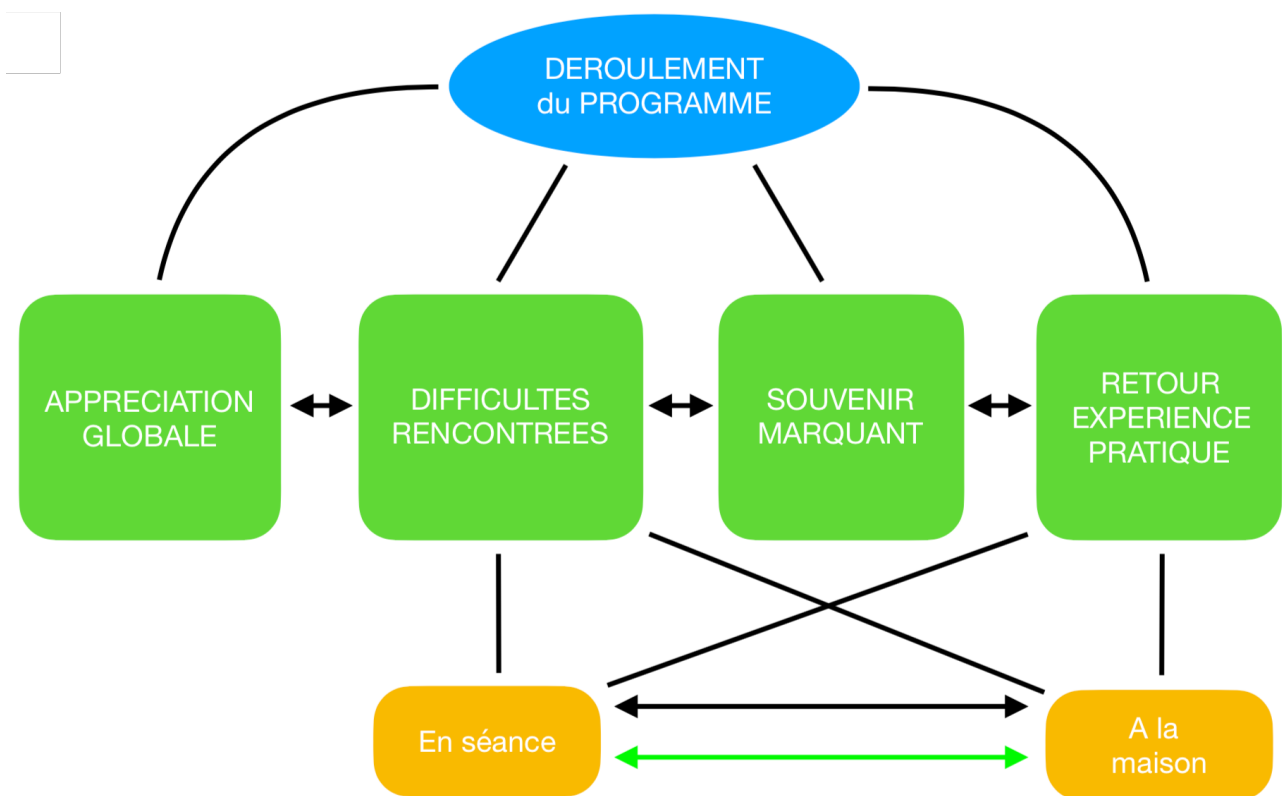 DEROULEMENT
du PROGRAMME
APPRECIATION
GLOBALE
DIFFICULTES
RENCONTREES
SOUVENIR
MARQUANT
RETOUR
EXPERIENCE
PRATIQUE
En séance
A la
maison